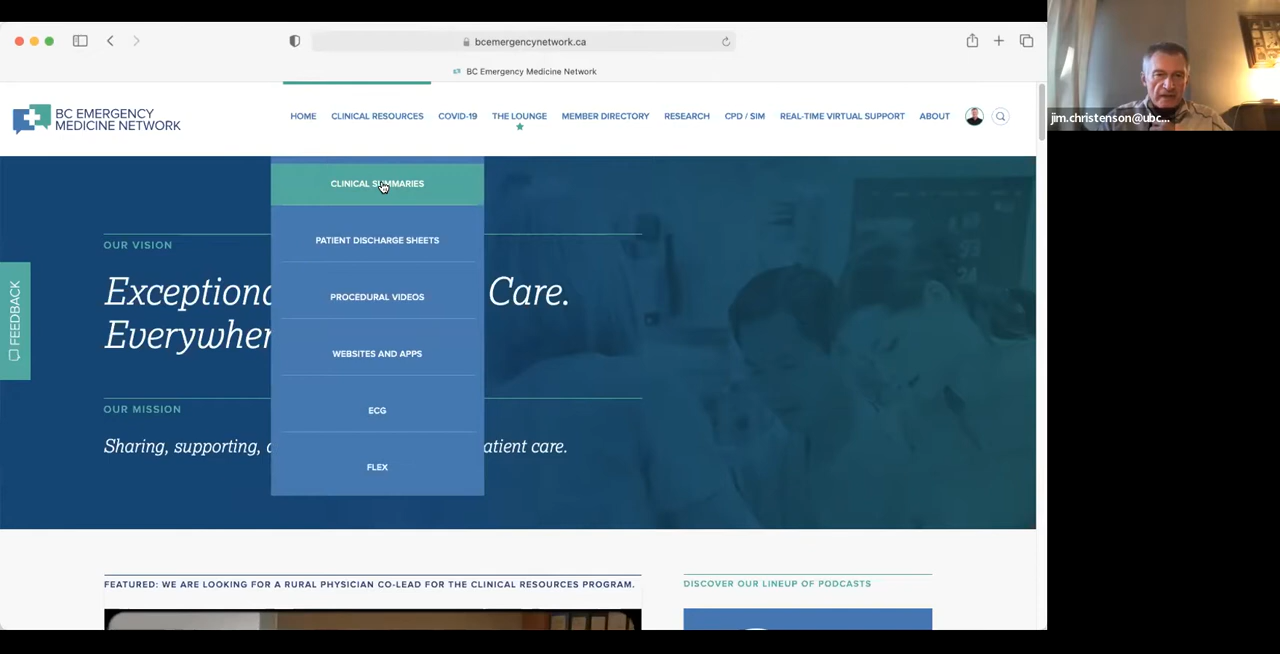 bcemergencynetwork.ca
BC Emergency Medicine Network
jim.christenson@ubc...
BC EMERGENCY
MEDICINE NETWORK
HOME CLINICAL RESOURCES COVID-19 THE LOUNGE MEMBER DIRECTORY RESEARCH CPD / SIM REAL-TIME VIRTUAL SUPPORT ABOUT
CLINICAL SUMMARIES
PATIENT DISCHARGE SHEETS
PROCEDURAL VIDEOS
WEBSITES AND APPS
ECG
FLEX
OUR VISION
Exceptiona Care.
Everywher
OUR MISSION
Sharing, supporting, atient care.
FEEDBACK
FEATURED: WE ARE LOOKING FOR A RURAL PHYSICIAN CO-LEAD FOR THE CLINICAL RESOURCES PROGRAM.
DISCOVER OUR LINEUP OF PODCASTS